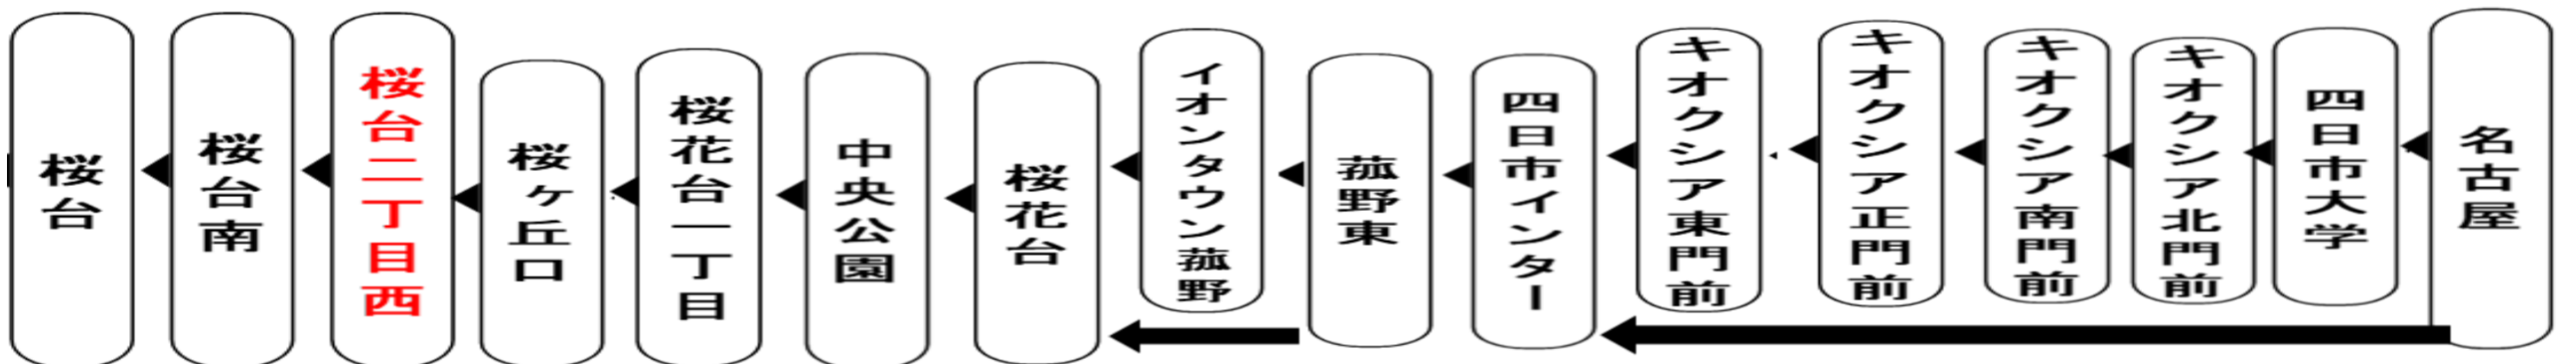 名古屋
四日市大学
キオクシア北門前
キオクシア南門前
キオクシア正門前
キオクシア東門前
四日市インター
菰野東
イオンタウン菰野
桜花台
中央公園
桜花台一丁目
桜ヶ丘口
桜台二丁目西
桜台南
桜台